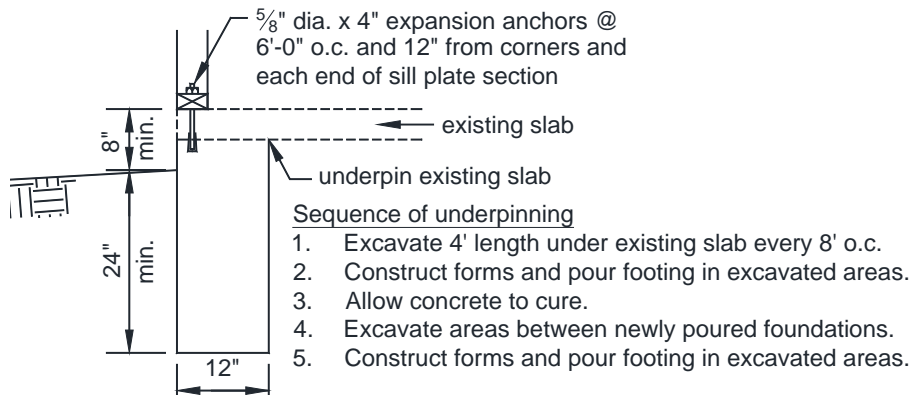 ⅝" dia. x 4" expansion anchors @
6'-0" o.c. and 12" from corners and
each end of sill plate section
8"
min.
existing slab
underpin existing slab
24"
min.
12"
Sequence of underpinning
1. Excavate 4' length under existing slab every 8' o.c.
2. Construct forms and pour footing in excavated areas.
3. Allow concrete to cure.
4. Excavate areas between newly poured foundations.
5. Construct forms and pour footing in excavated areas.